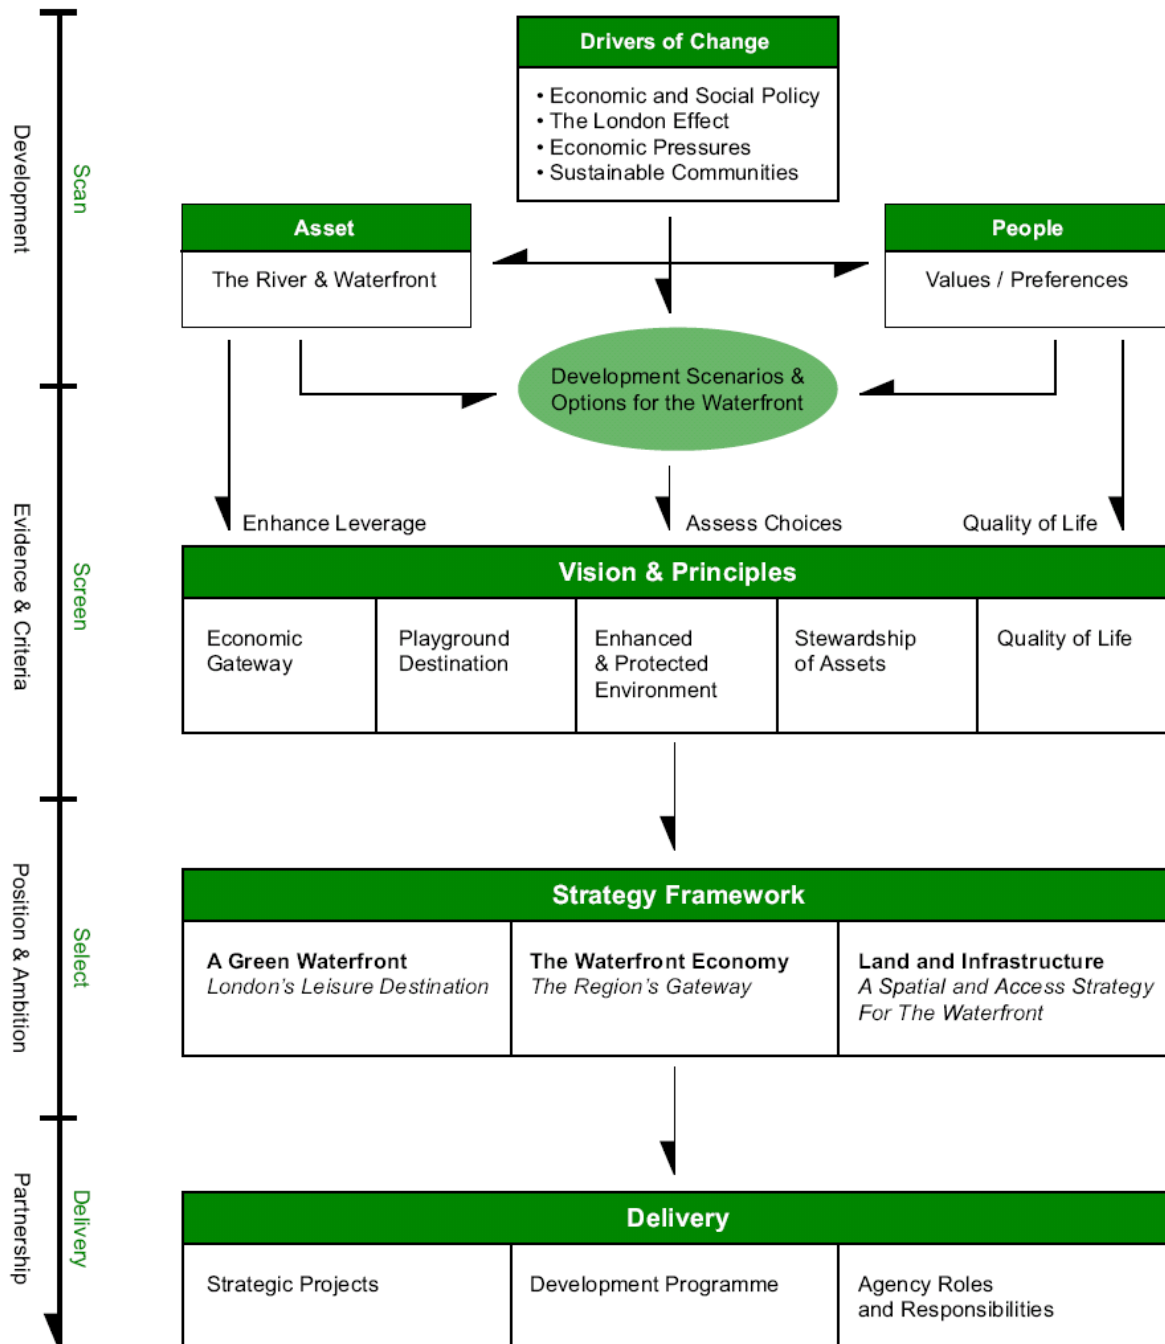 Drivers of Change
• Economic and Social Policy
• The London Effect
• Economic Pressures
• Sustainable Communities
Development
Scan
Asset
The River & Waterfront
People
Values / Preferences
Development Scenarios &
Options for the Waterfront
Enhance Leverage
Assess Choices
Quality of Life
Evidence & Criteria
Screen
Vision & Principles
Economic
Gateway
Playground
Destination
Enhanced
& Protected
Environment
Stewardship
of Assets
Quality of Life
Position & Ambition
Select
Strategy Framework
A Green Waterfront
London's Leisure Destination
The Waterfront Economy
The Region's Gateway
Land and Infrastructure
A Spatial and Access Strategy
For The Waterfront
Partnership
Delivery
Delivery
Strategic Projects
Development Programme
Agency Roles
and Responsibilities